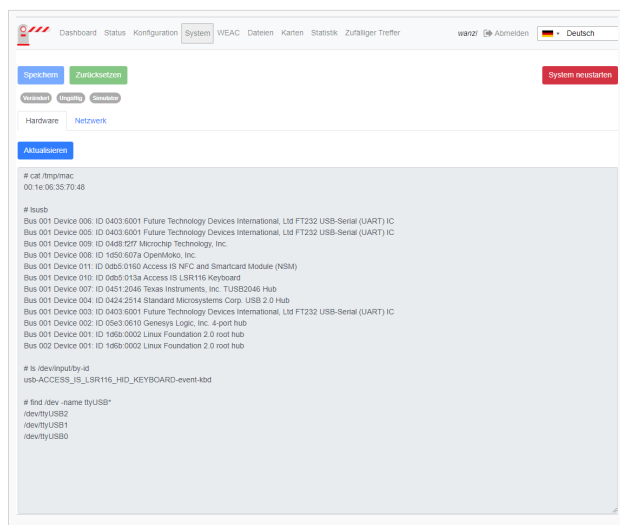 Dashboard Status Konfiguration System WEAC Dateien Karten Statistik Zufälliger Treffer wanzl Abmelden Deutsch
Speichern Zurücksetzen System neustarten
Verändert Ungültig Simulator
Hardware Netzwerk
Aktualisieren
# cat /tmp/mac
00:1e:06:35:70:48
# lsusb
Bus 001 Device 006: ID 0403:6001 Future Technology Devices International, Ltd FT232 USB-Serial (UART) IC
Bus 001 Device 005: ID 0403:6001 Future Technology Devices International, Ltd FT232 USB-Serial (UART) IC
Bus 001 Device 009: ID 04d8:f2f7 Microchip Technology, Inc.
Bus 001 Device 008: ID 1d50:607a OpenMoko, Inc.
Bus 001 Device 011: ID 0db5:0160 Access IS NFC and Smartcard Module (NSM)
Bus 001 Device 010: ID 0db5:013a Access IS LSR116 Keyboard
Bus 001 Device 007: ID 0451:2046 Texas Instruments, Inc. TUSB2046 Hub
Bus 001 Device 004: ID 0424:2514 Standard Microsystems Corp. USB 2.0 Hub
Bus 001 Device 003: ID 0403:6001 Future Technology Devices International, Ltd FT232 USB-Serial (UART) IC
Bus 001 Device 002: ID 05e3:0610 Genesys Logic, Inc. 4-port hub
Bus 001 Device 001: ID 1d6b:0002 Linux Foundation 2.0 root hub
Bus 002 Device 001: ID 1d6b:0002 Linux Foundation 2.0 root hub
# ls /dev/input/by-id
usb-ACCESS_IS_LSR116_HID_KEYBOARD-event-kbd
# find /dev -name ttyUSB*
/dev/ttyUSB2
/dev/ttyUSB1
/dev/ttyUSB0